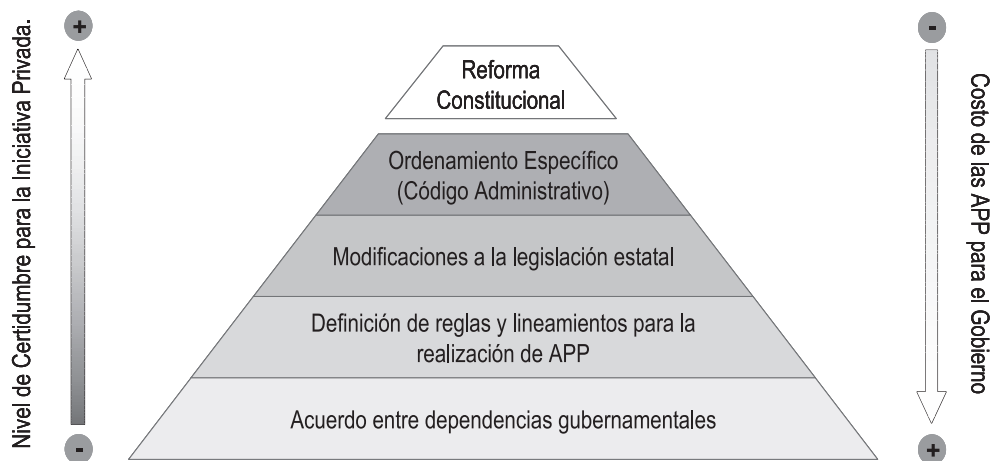 Nivel de Certidumbre para la Iniciativa Privada.
+
-
Reforma
Constitucional
Ordenamiento Específico
(Código Administrativo)
Modificaciones a la legislación estatal
Definición de reglas y lineamientos para la
realización de APP
Acuerdo entre dependencias gubernamentales
-
+
Costo de las APP para el Gobierno